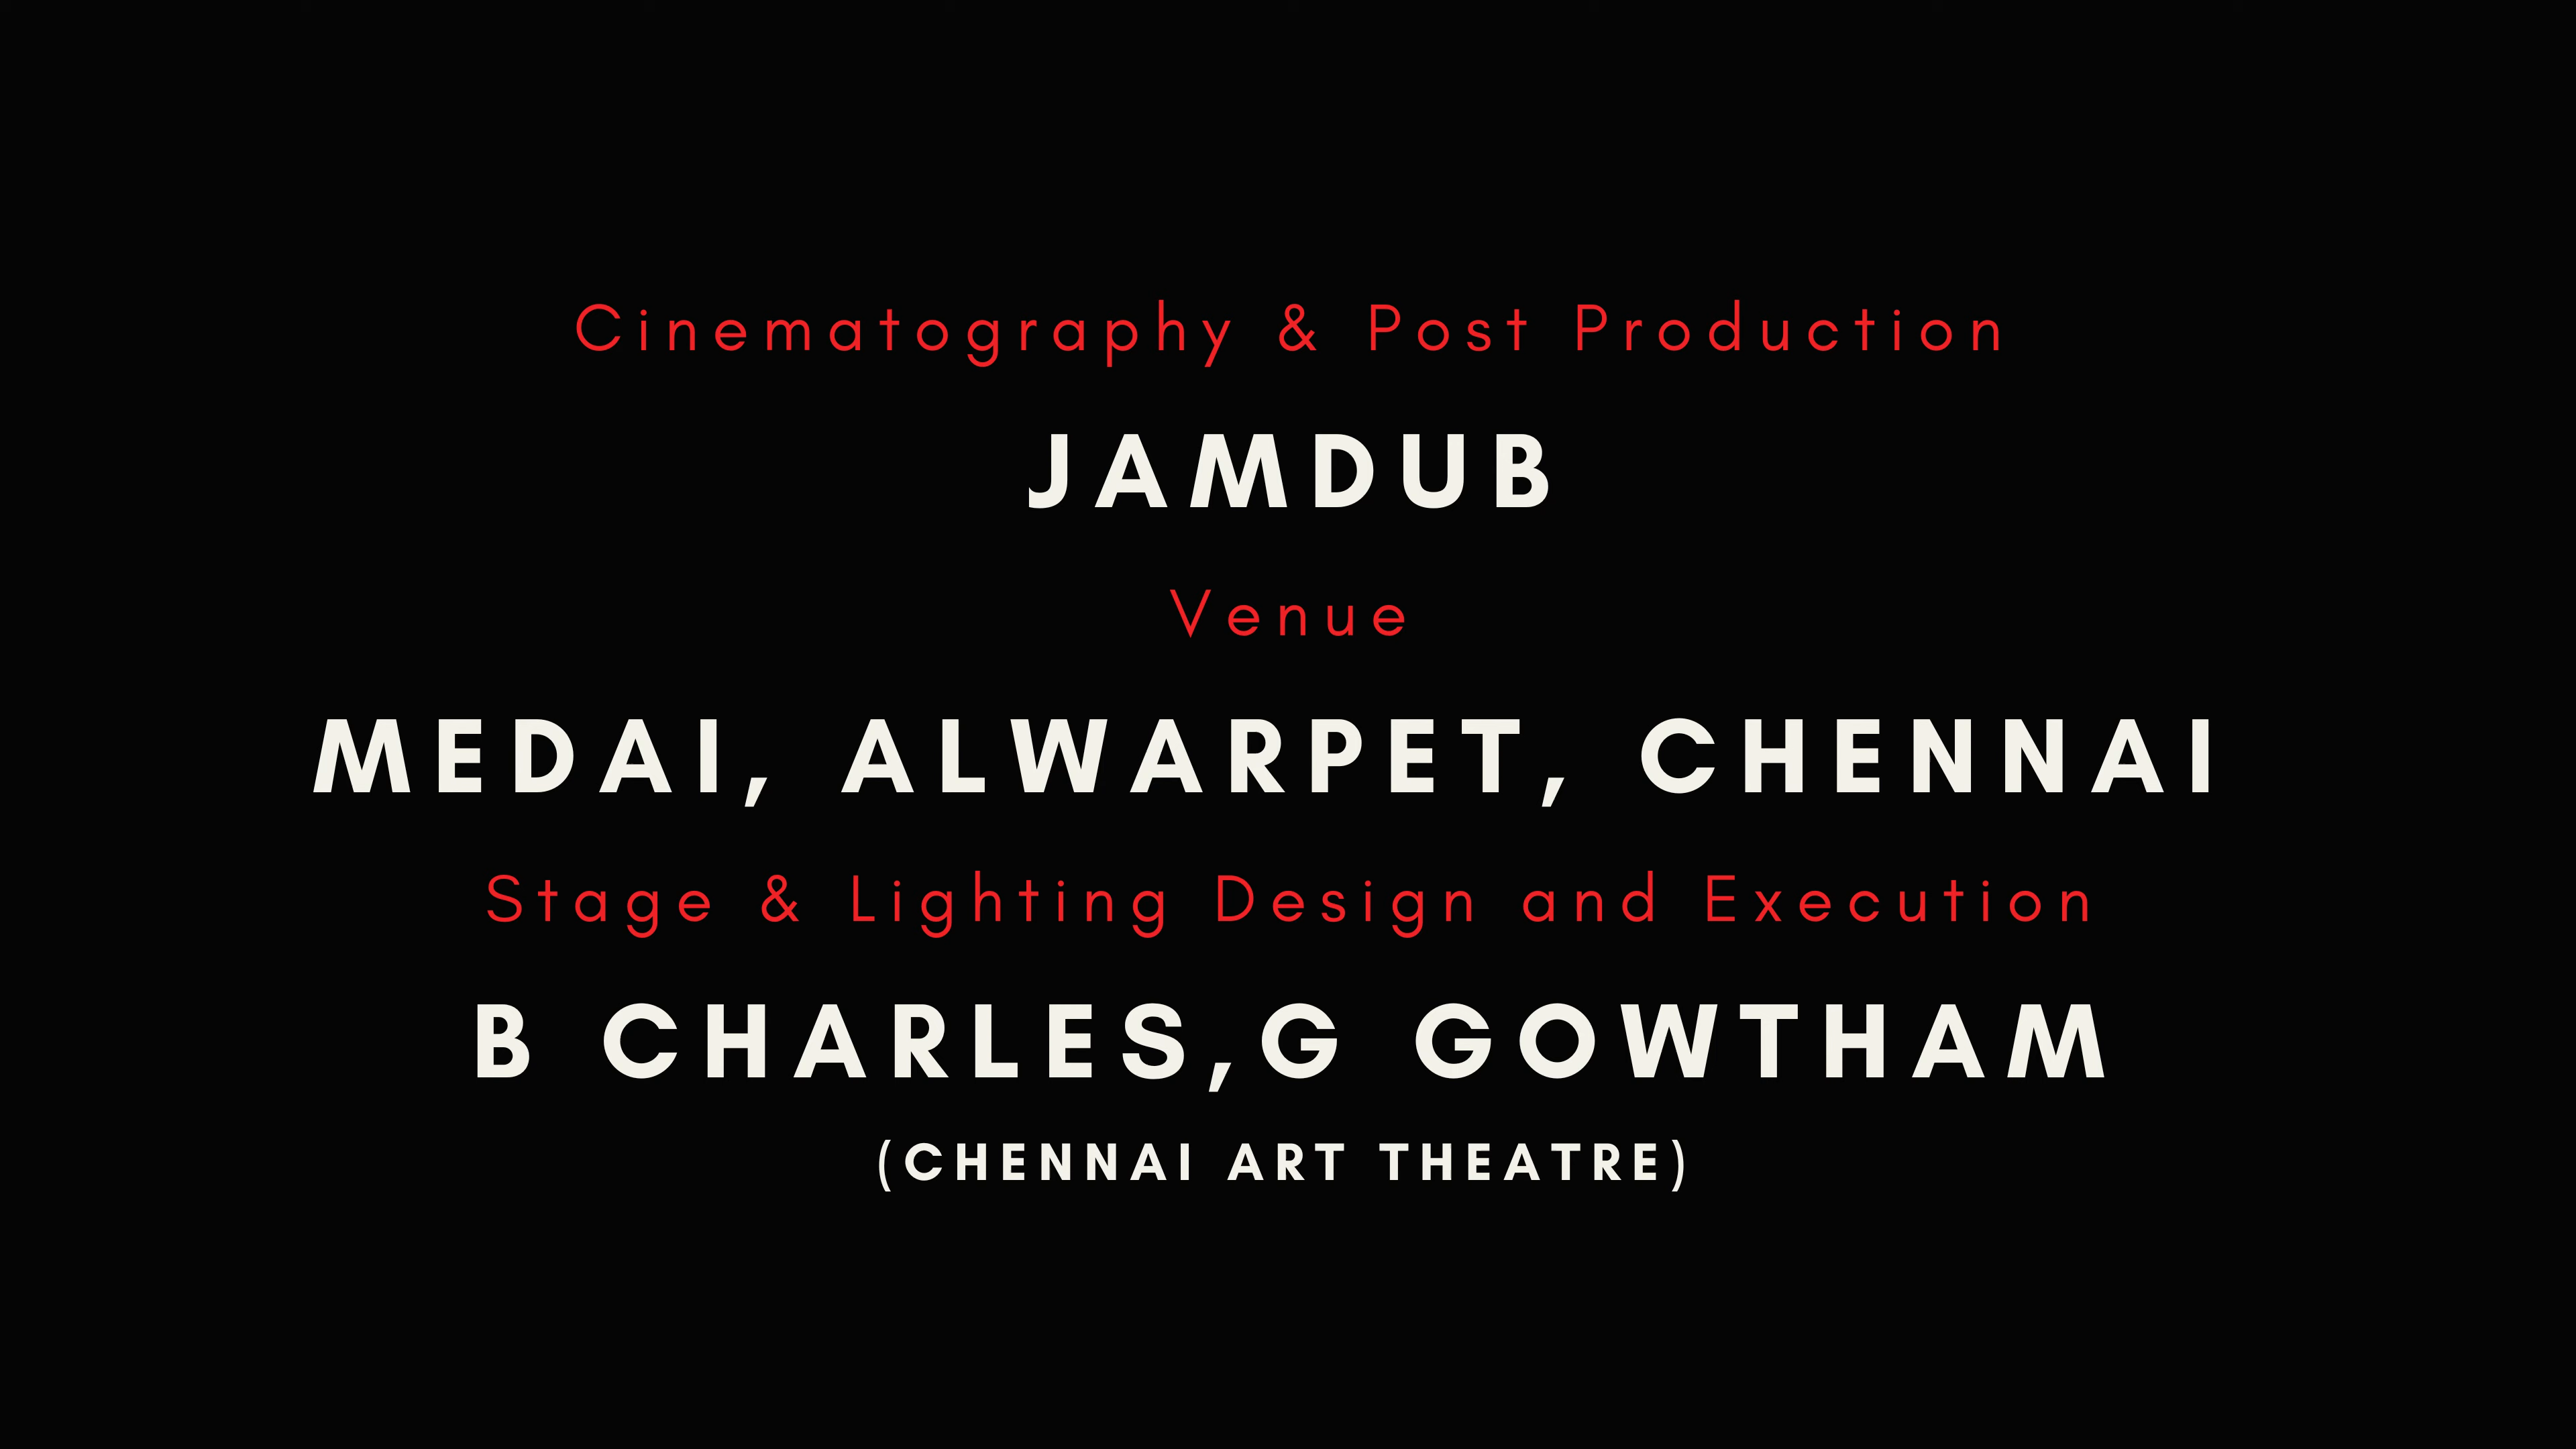 Cinematography & Post Production
JAMDUB
Venue
MEDAI, ALWARPET, CHENNAI
Stage & Lighting Design and Execution
B CHARLES,G GOWTHAM
(CHENNAI ART THEATRE)